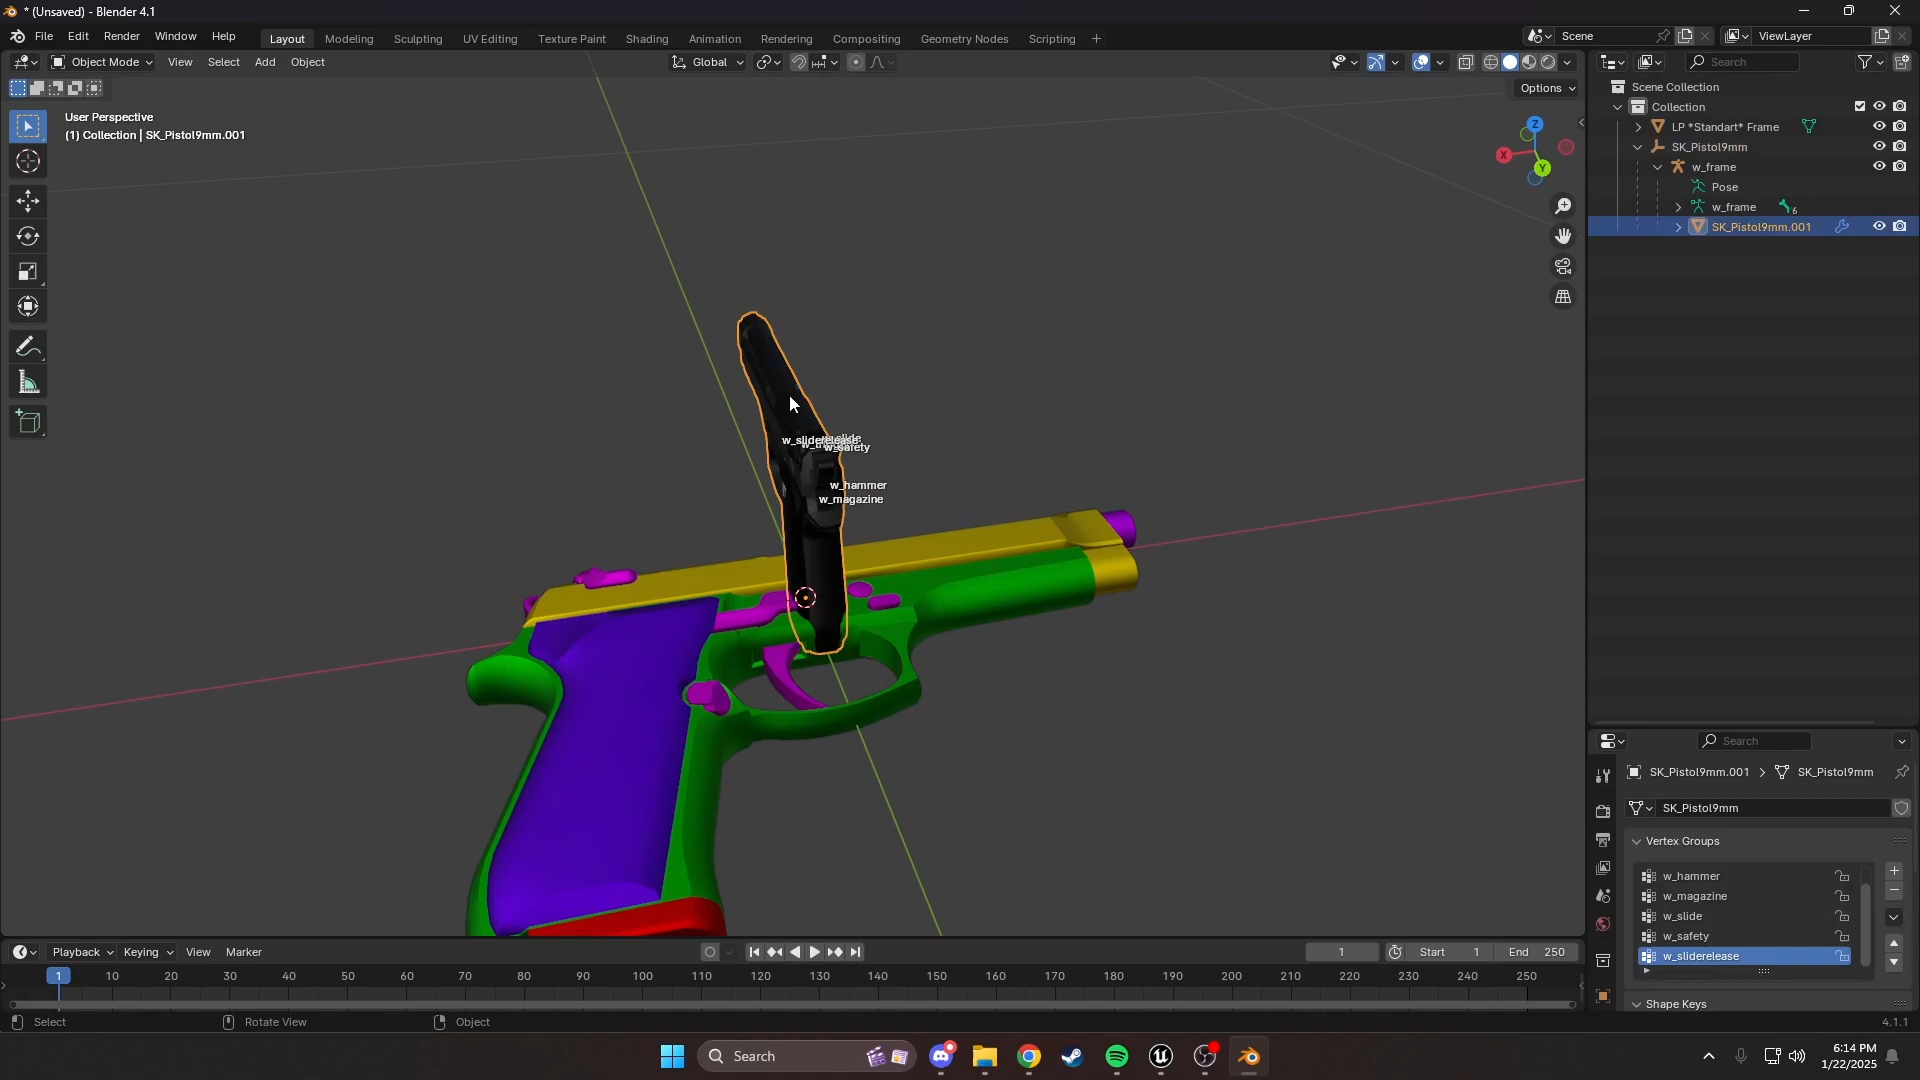 * (Unsaved) - Blender 4.1
File Edit Render Window Help
Layout Modeling Sculpting UV Editing Texture Paint Shading Animation Rendering Compositing Geometry Nodes Scripting +
Scene
ViewLayer
Object Mode View Select Add Object
Global
Search
Options
User Perspective
(1) Collection | SK_Pistol9mm.001
Z
X
Y
Scene Collection
Collection
LP *Standart* Frame
SK_Pistol9mm
w_frame
Pose
w_frame 6
SK_Pistol9mm.001
w_sliderelease
w_safety
w_hammer
w_magazine
Search
SK_Pistol9mm.001 > SK_Pistol9mm
SK_Pistol9mm
Vertex Groups
w_hammer
w_magazine
w_slide
w_safety
w_sliderelease
Shape Keys
Playback Keying View Marker
1 Start 1 End 250
1 10 20 30 40 50 60 70 80 90 100 110 120 130 140 150 160 170 180 190 200 210 220 230 240 250
Select Rotate View Object
4.1.1
Search
6:14 PM
1/22/2025